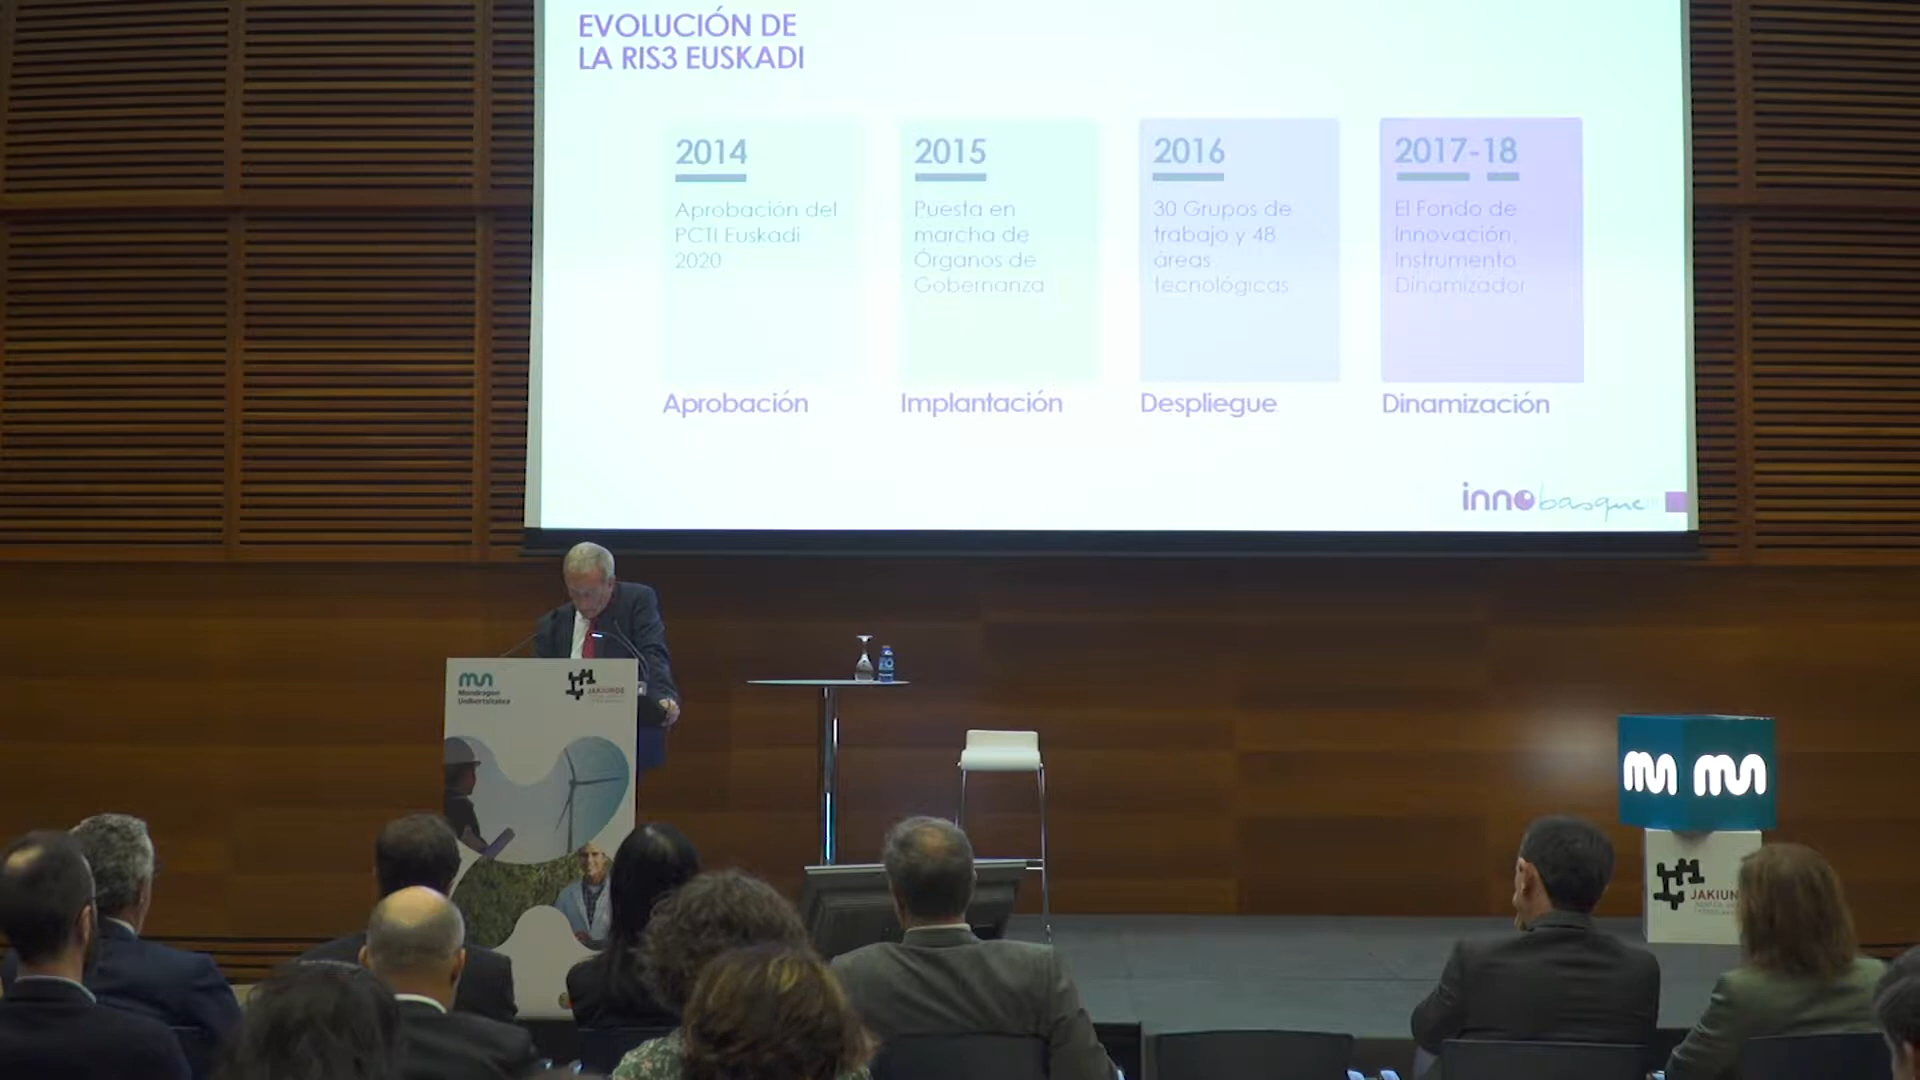 EVOLUCIÓN DE
LA RIS3 EUSKADI
2014
Aprobación del
PCTI Euskadi
2020
Aprobación
2015
Puesta en
marcha de
Órganos de
Gobernanza
Implantación
2016
30 Grupos de
trabajo y 48
áreas
tecnológicas
Despliegue
2017-18
El Fondo de
Innovación,
Instrumento
Dinamizador
Dinamización
innobasque
Mondragon
Unibertsitatea
JAKIUNDE
JAKIUN